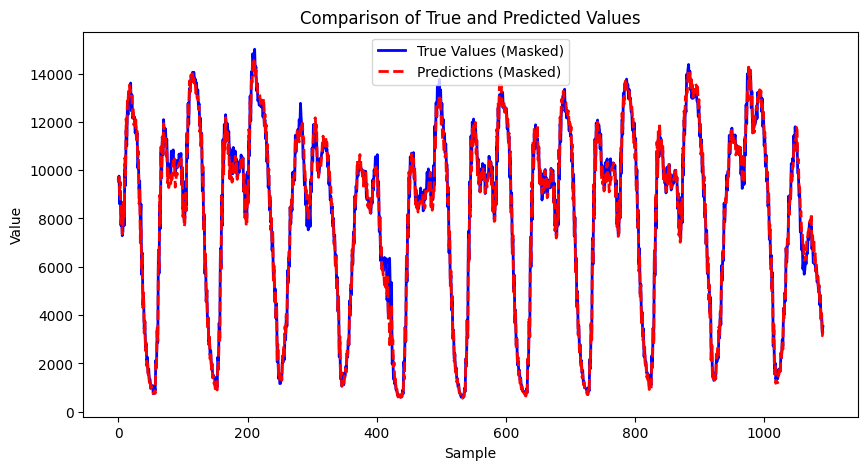 Comparison of True and Predicted Values
True Values (Masked)
Predictions (Masked)
14000
12000
10000
8000
6000
4000
2000
0
Value
0 200 400 600 800 1000
Sample